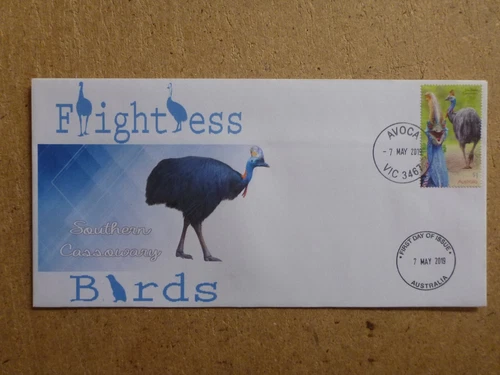 Flightless
AVOCA
- 7 MAY 2019
VIC 3467
Southern
Cassowary
• FIRST DAY OF ISSUE •
7 MAY 2019
AUSTRALIA
Birds